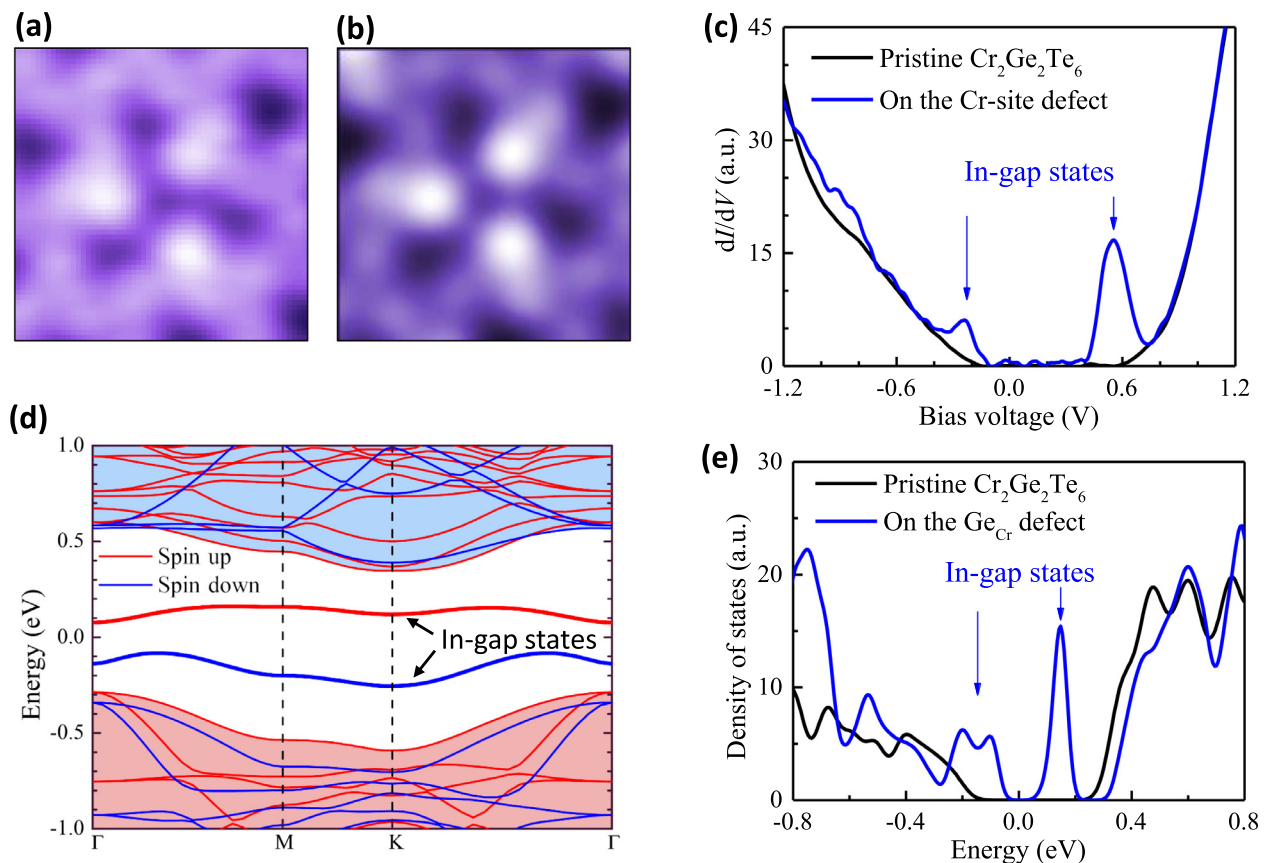 (a)
(b)
(c)
45
30
15
0
dI/dV (a.u.)
Pristine Cr₂Ge₂Te₆
On the Cr-site defect
In-gap states
-1.2
-0.6
0.0
0.6
1.2
Bias voltage (V)
(d)
1.0
0.5
0.0
-0.5
-1.0
Energy (eV)
Spin up
Spin down
In-gap states
Γ
M
K
Γ
(e)
30
20
10
0
Density of states (a.u.)
Pristine Cr₂Ge₂Te₆
On the Ge_Cr defect
In-gap states
-0.8
-0.4
0.0
0.4
0.8
Energy (eV)